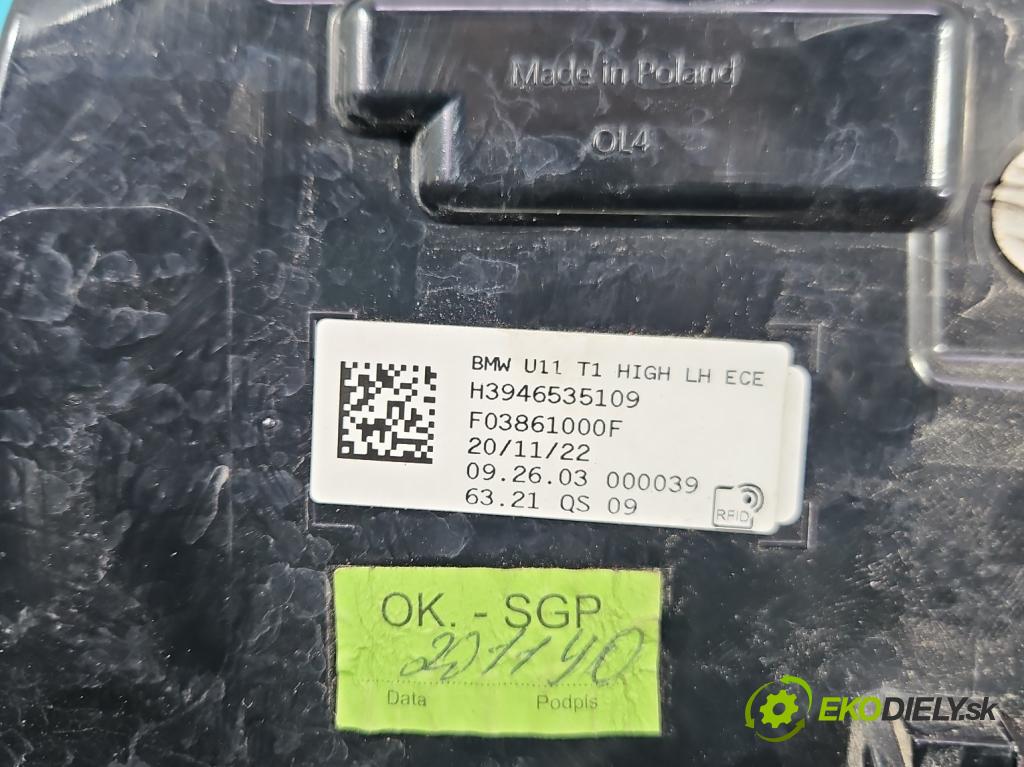 Made in Poland
OL4
BMW U11 T1 HIGH LH ECE
H3946535109
F03861000F
20/11/22
09.26.03 000039
63.21 QS 09
RFID
OK. - SGP
Data Podpis
EKODIELY.sk